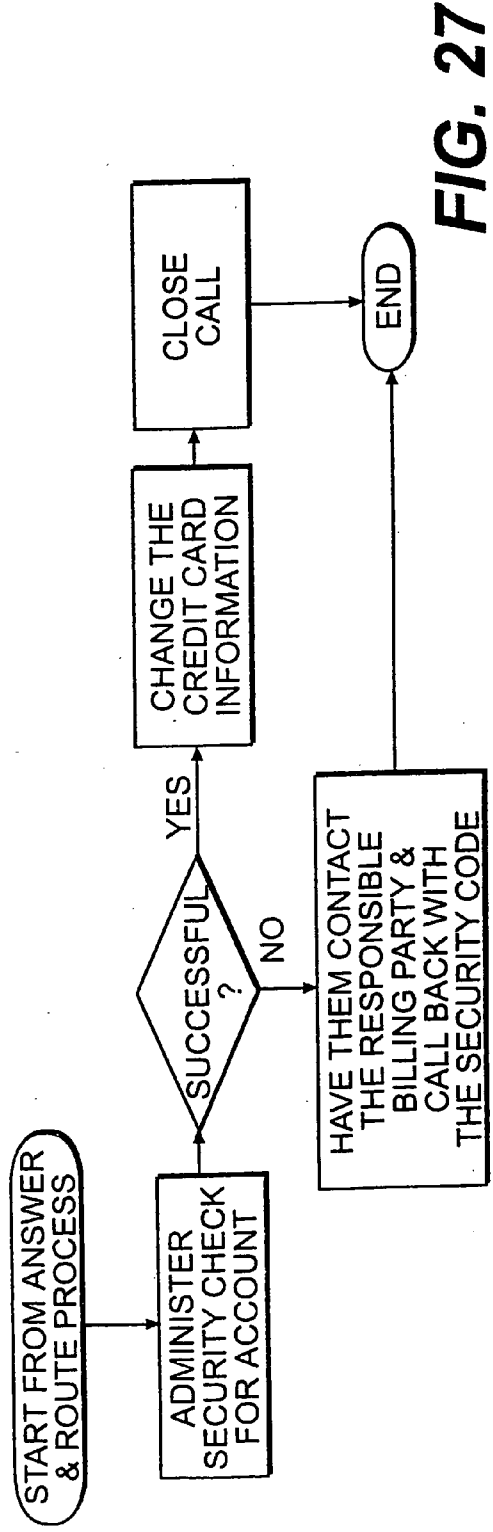 START FROM ANSWER
& ROUTE PROCESS
ADMINISTER
SECURITY CHECK
FOR ACCOUNT
SUCCESSFUL
?
YES
NO
CHANGE THE
CREDIT CARD
INFORMATION
CLOSE
CALL
HAVE THEM CONTACT
THE RESPONSIBLE
BILLING PARTY &
CALL BACK WITH
THE SECURITY CODE
END
FIG. 27